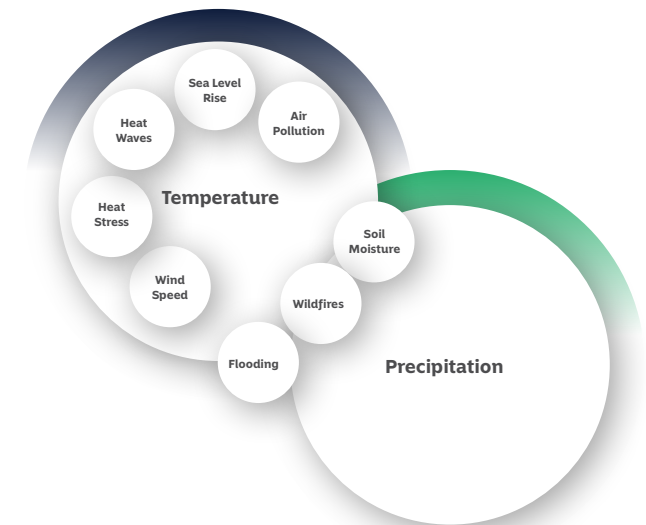 Sea Level
Rise
Air
Pollution
Heat
Waves
Temperature
Heat
Stress
Soil
Moisture
Wind
Speed
Wildfires
Flooding
Precipitation